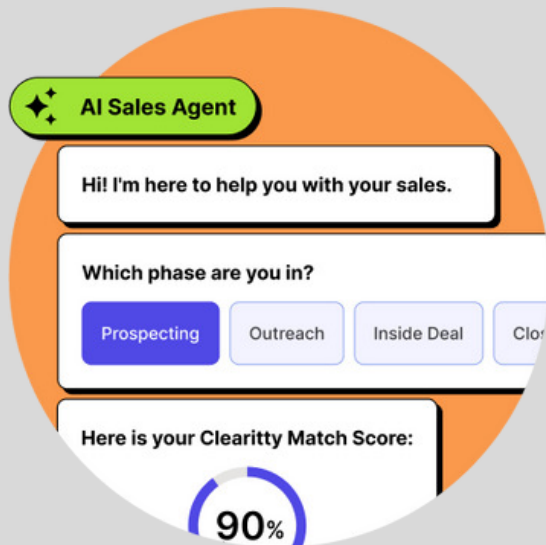 AI Sales Agent
Hi! I'm here to help you with your sales.
Which phase are you in?
Prospecting Outreach Inside Deal
Here is your Clearitty Match Score:
90%